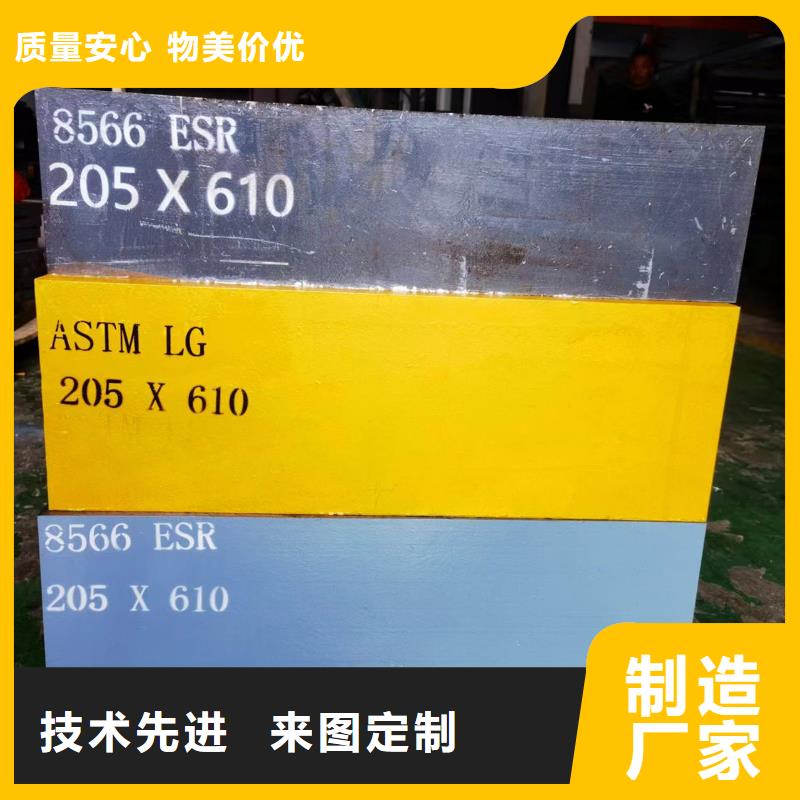 质量安心 物美价优
8566 ESR
205 X 610
ASTM LG
205 X 610
8566 ESR
205 X 610
技术先进 来图定制
制造
厂家